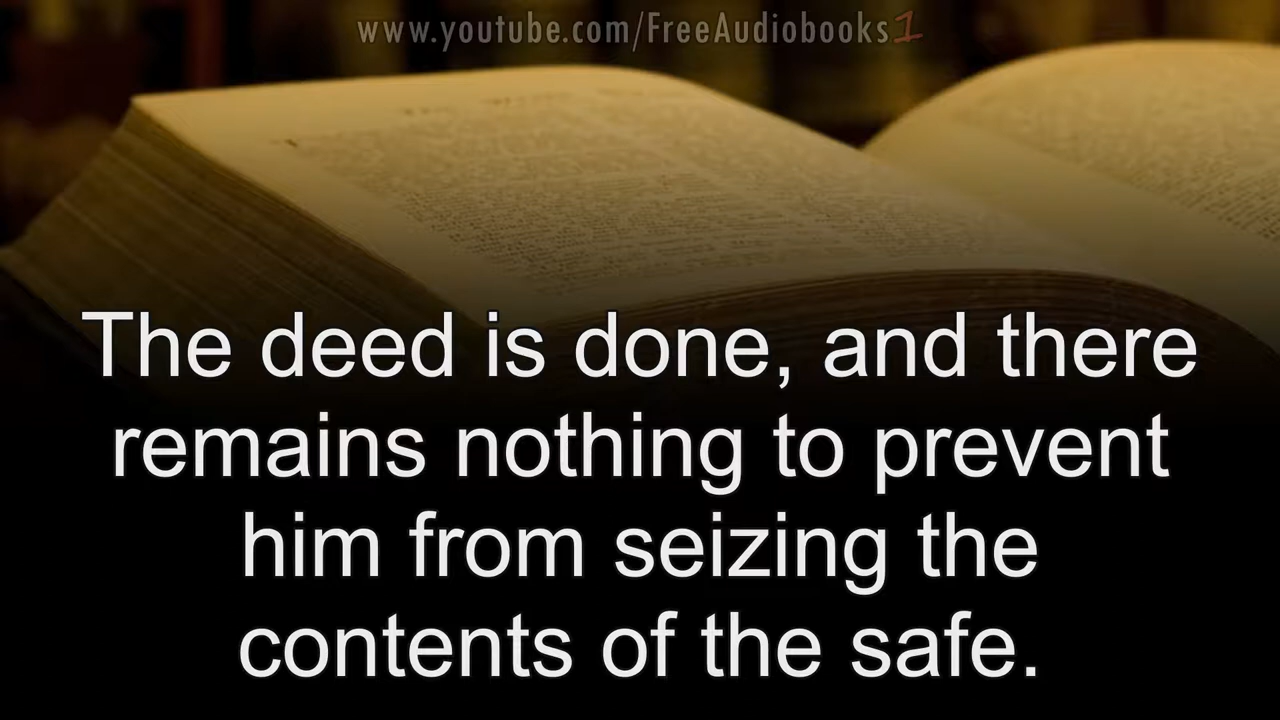 www.youtube.com/FreeAudiobooks1
The deed is done, and there
remains nothing to prevent
him from seizing the
contents of the safe.